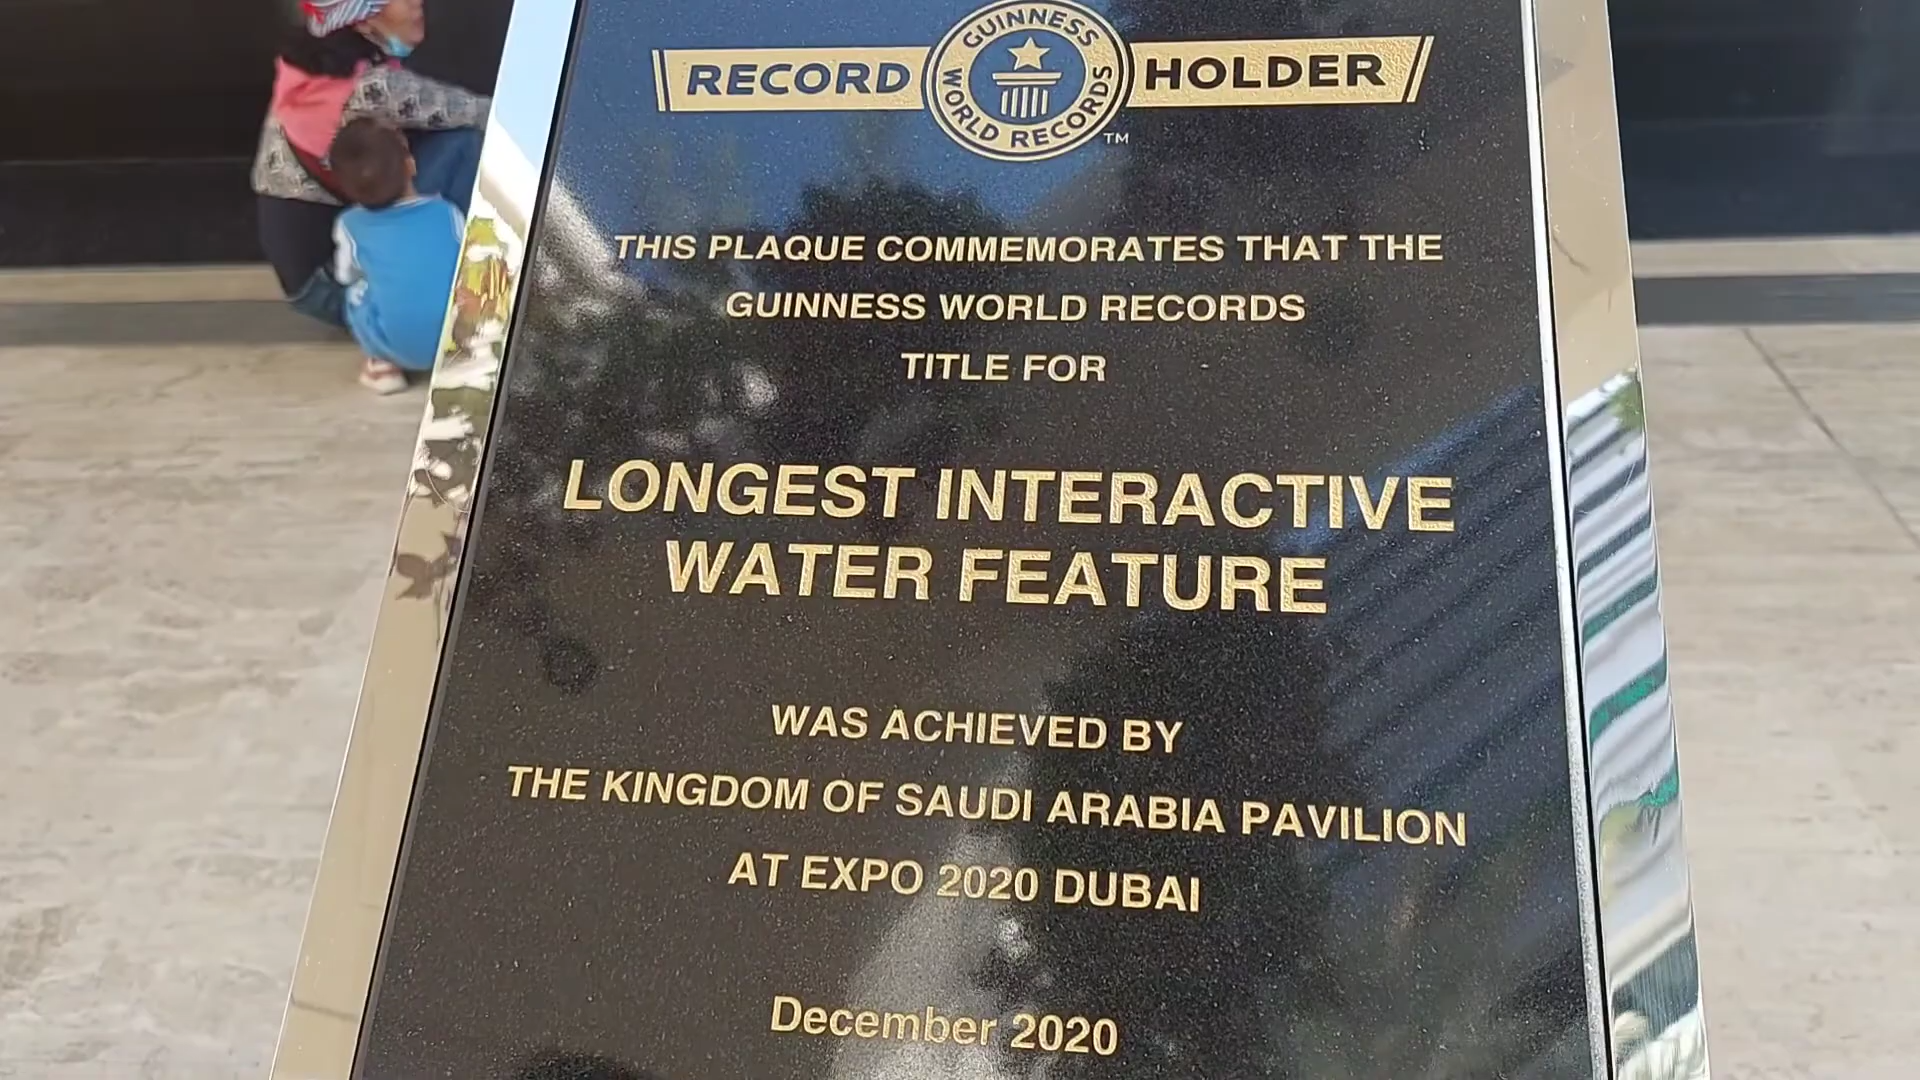 RECORD HOLDER
GUINNESS WORLD RECORDS
TM
THIS PLAQUE COMMEMORATES THAT THE
GUINNESS WORLD RECORDS
TITLE FOR
LONGEST INTERACTIVE
WATER FEATURE
WAS ACHIEVED BY
THE KINGDOM OF SAUDI ARABIA PAVILION
AT EXPO 2020 DUBAI
December 2020